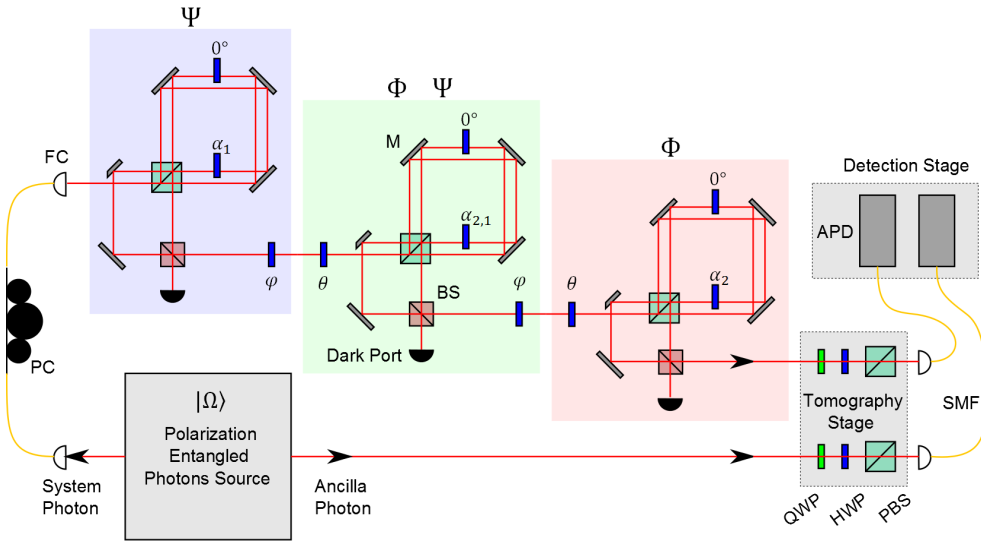 Ψ
0°
α1
FC
φ
θ
Φ Ψ
0°
M
α2,1
BS
Dark Port
φ
θ
Φ
0°
α2
Detection Stage
APD
PC
|Ω⟩
Polarization
Entangled
Photons Source
System
Photon
Ancilla
Photon
Tomography
Stage
SMF
QWP
HWP
PBS